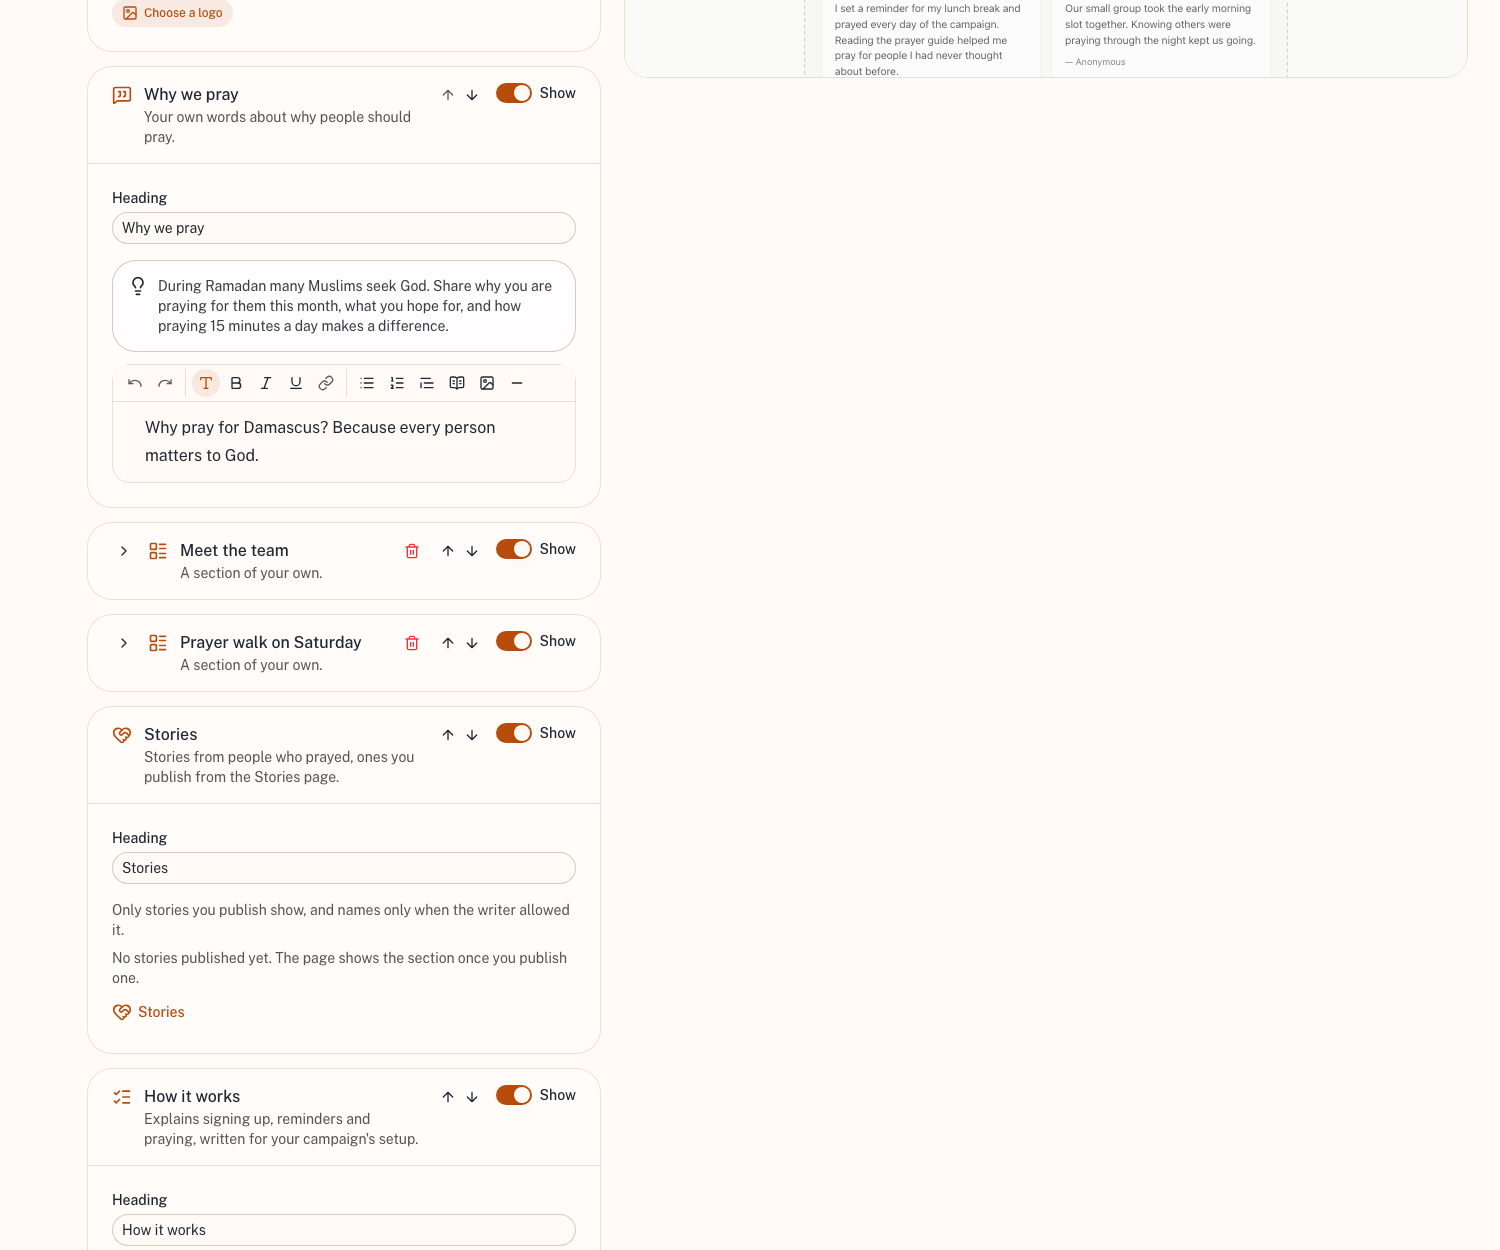 Choose a logo
I set a reminder for my lunch break and
prayed every day of the campaign.
Reading the prayer guide helped me
pray for people I had never thought
about before.
Our small group took the early morning
slot together. Knowing others were
praying through the night kept us going.
— Anonymous
Why we pray
Show
Your own words about why people should
pray.
Heading
Why we pray
During Ramadan many Muslims seek God. Share why you are
praying for them this month, what you hope for, and how
praying 15 minutes a day makes a difference.
Why pray for Damascus? Because every person
matters to God.
Meet the team
Show
A section of your own.
Prayer walk on Saturday
Show
A section of your own.
Stories
Show
Stories from people who prayed, ones you
publish from the Stories page.
Heading
Stories
Only stories you publish show, and names only when the writer allowed
it.
No stories published yet. The page shows the section once you publish
one.
Stories
How it works
Show
Explains signing up, reminders and
praying, written for your campaign's setup.
Heading
How it works